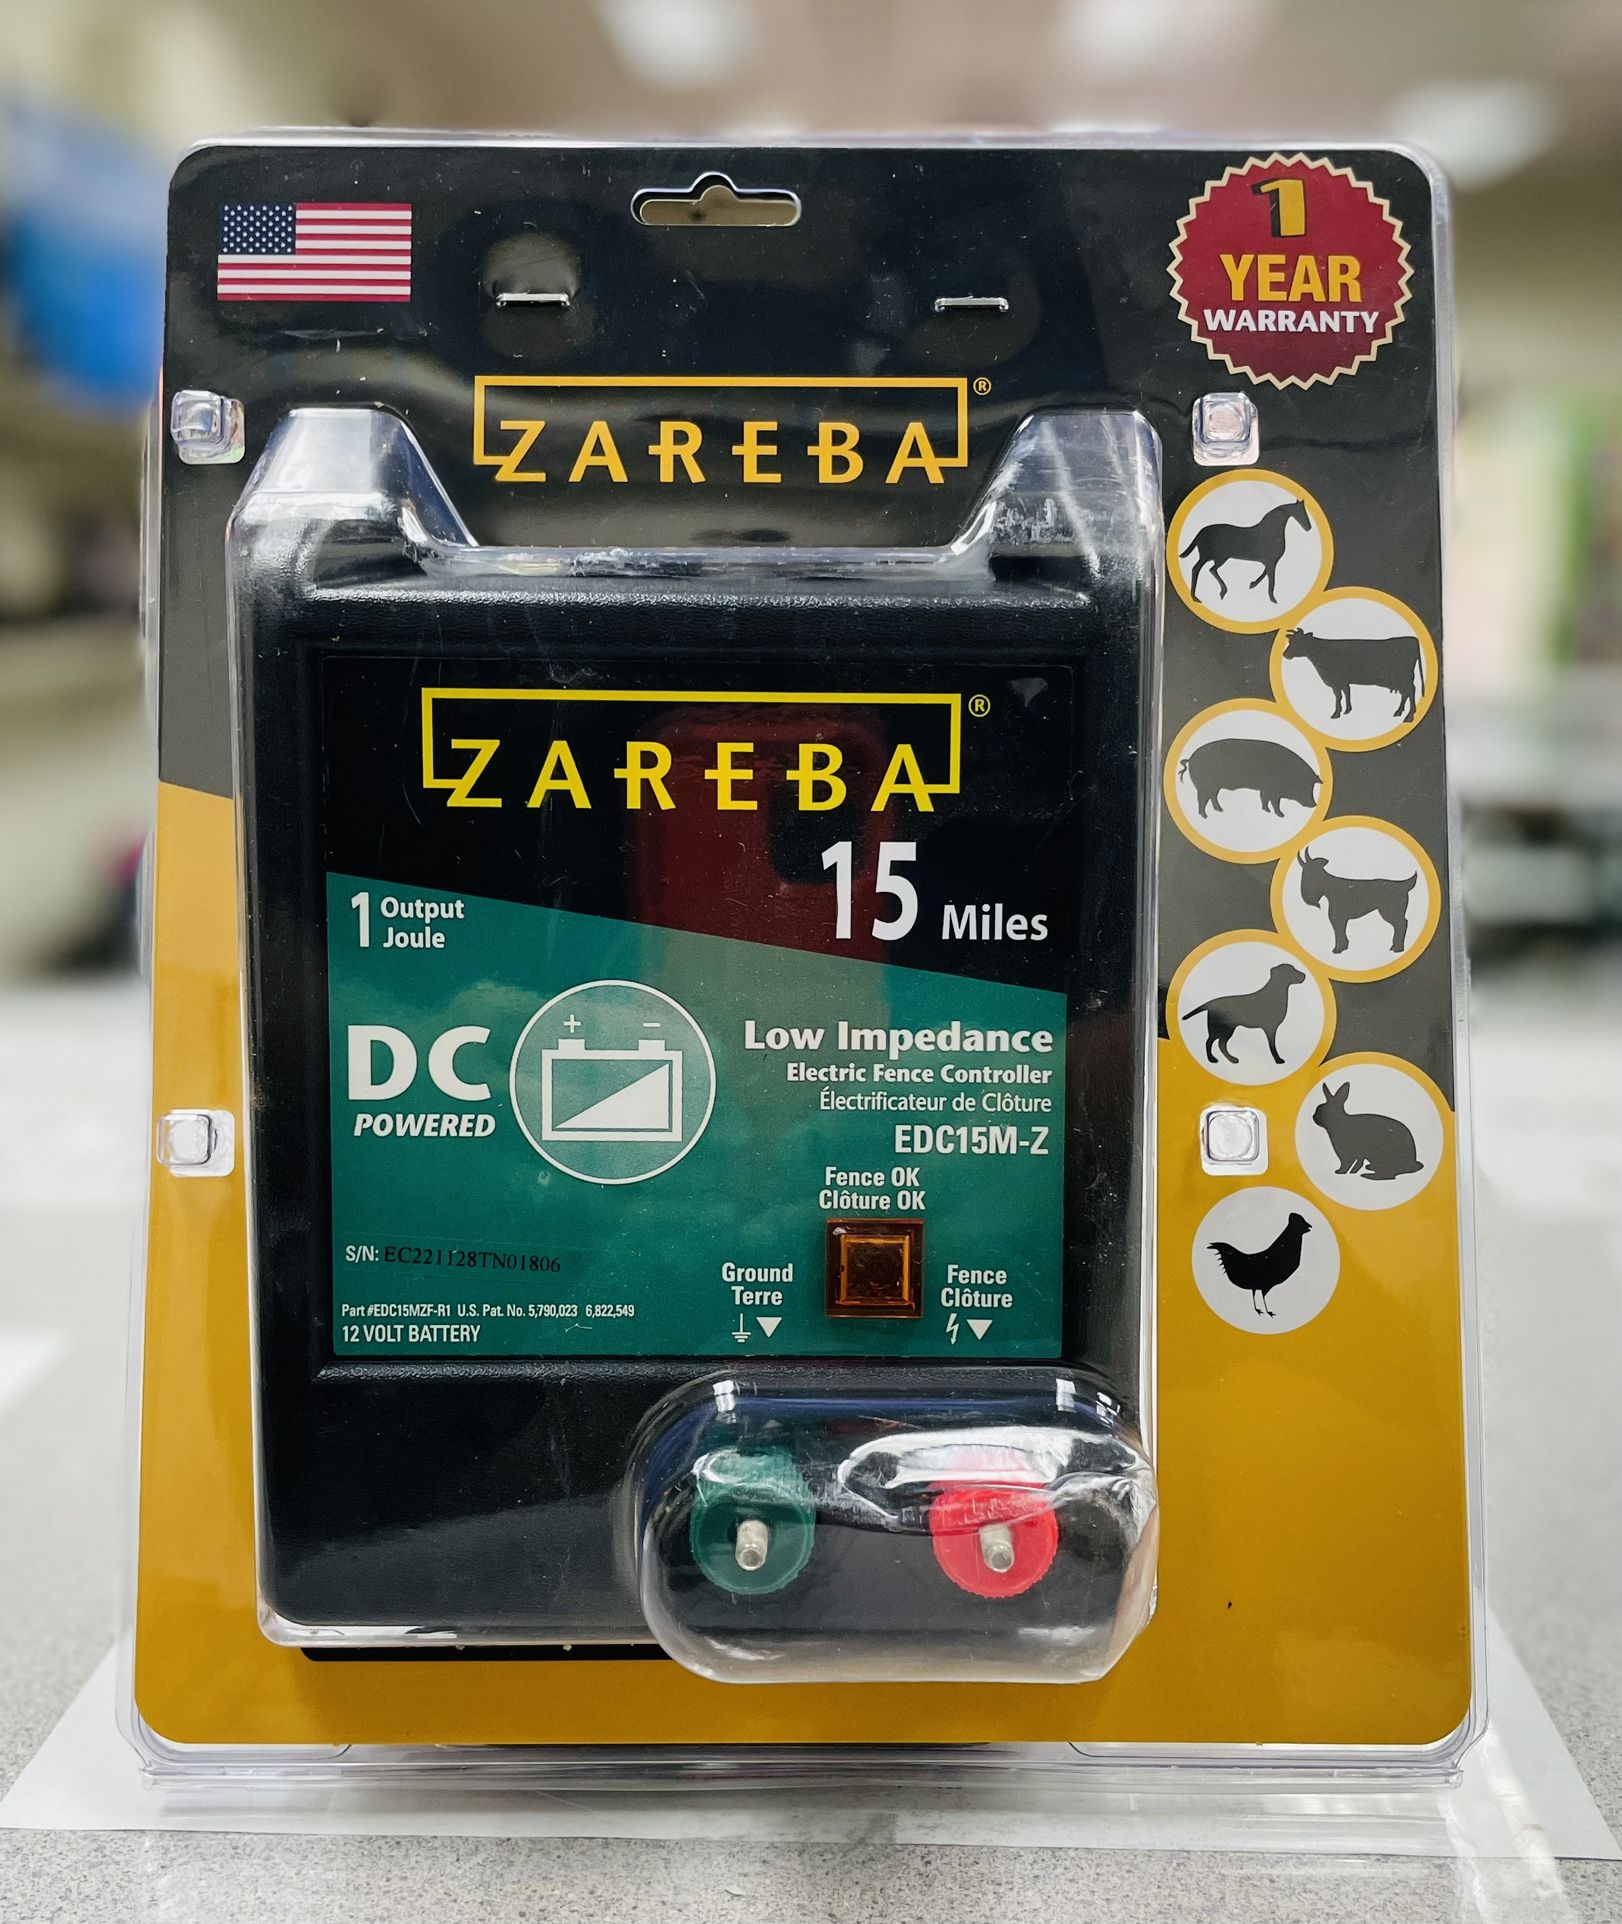 1
YEAR
WARRANTY
ZAREBA®
ZAREBA®
15 Miles
1 Output
Joule
DC
POWERED
+ −
Low Impedance
Electric Fence Controller
Électrificateur de Clôture
EDC15M-Z
Fence OK
Clôture OK
S/N: EC221128TN01806
Ground
Terre
Fence
Clôture
Part #EDC15MZF-R1 U.S. Pat. No. 5,790,023 6,822,549
12 VOLT BATTERY